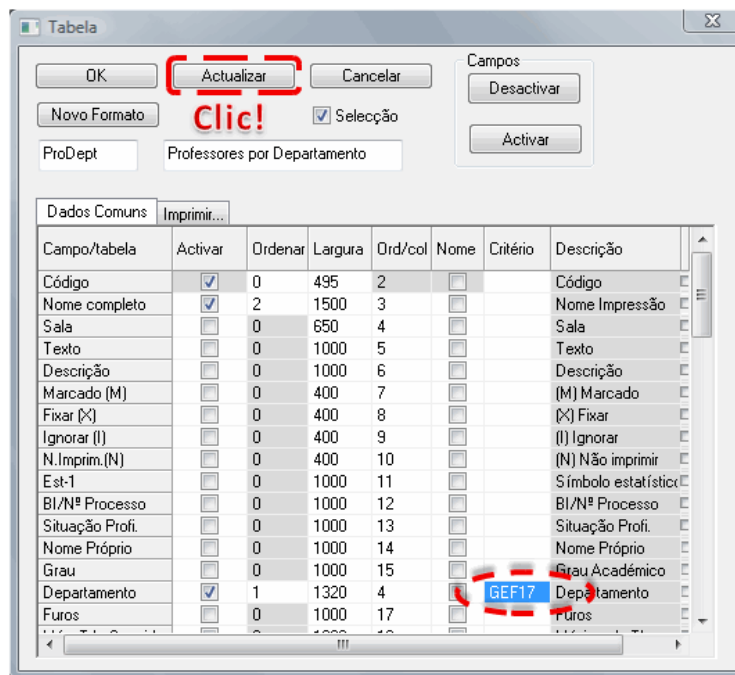 Tabela
OK Actualizar Cancelar Campos
Desactivar
Novo Formato Clic! Selecção
Activar
ProDept Professores por Departamento
Dados Comuns Imprimir...
Campo/tabela Activar Ordenar Largura Ord/col Nome Critério Descrição
Código 0 495 2 Código
Nome completo 2 1500 3 Nome Impressão
Sala 0 650 4 Sala
Texto 0 1000 5 Texto
Descrição 0 1000 6 Descrição
Marcado (M) 0 400 7 (M) Marcado
Fixar (X) 0 400 8 (X) Fixar
Ignorar (I) 0 400 9 (I) Ignorar
N.Imprim.(N) 0 400 10 (N) Não imprimir
Est-1 0 1000 11 Símbolo estatístico
BI/Nº Processo 0 1000 12 BI/Nº Processo
Situação Profi. 0 1000 13 Situação Profi.
Nome Próprio 0 1000 14 Nome Próprio
Grau 0 1000 15 Grau Académico
Departamento 1 1320 4 GEF17 Departamento
Furos 0 1000 17 Furos